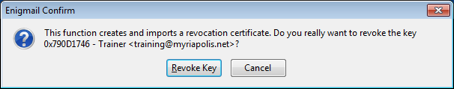 Enigmail Confirm
This function creates and imports a revocation certificate. Do you really want to revoke the key
0x790D1746 - Trainer <training@myriapolis.net>?
Revoke Key
Cancel